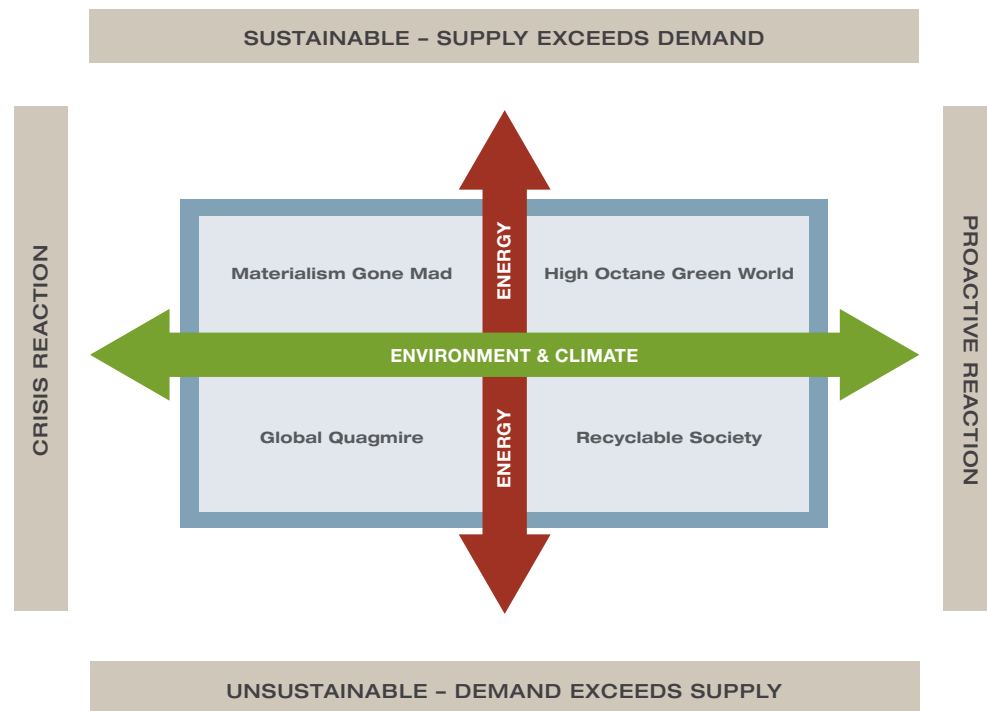 SUSTAINABLE – SUPPLY EXCEEDS DEMAND
CRISIS REACTION
PROACTIVE REACTION
ENERGY
Materialism Gone Mad
High Octane Green World
ENVIRONMENT & CLIMATE
ENERGY
Global Quagmire
Recyclable Society
UNSUSTAINABLE – DEMAND EXCEEDS SUPPLY